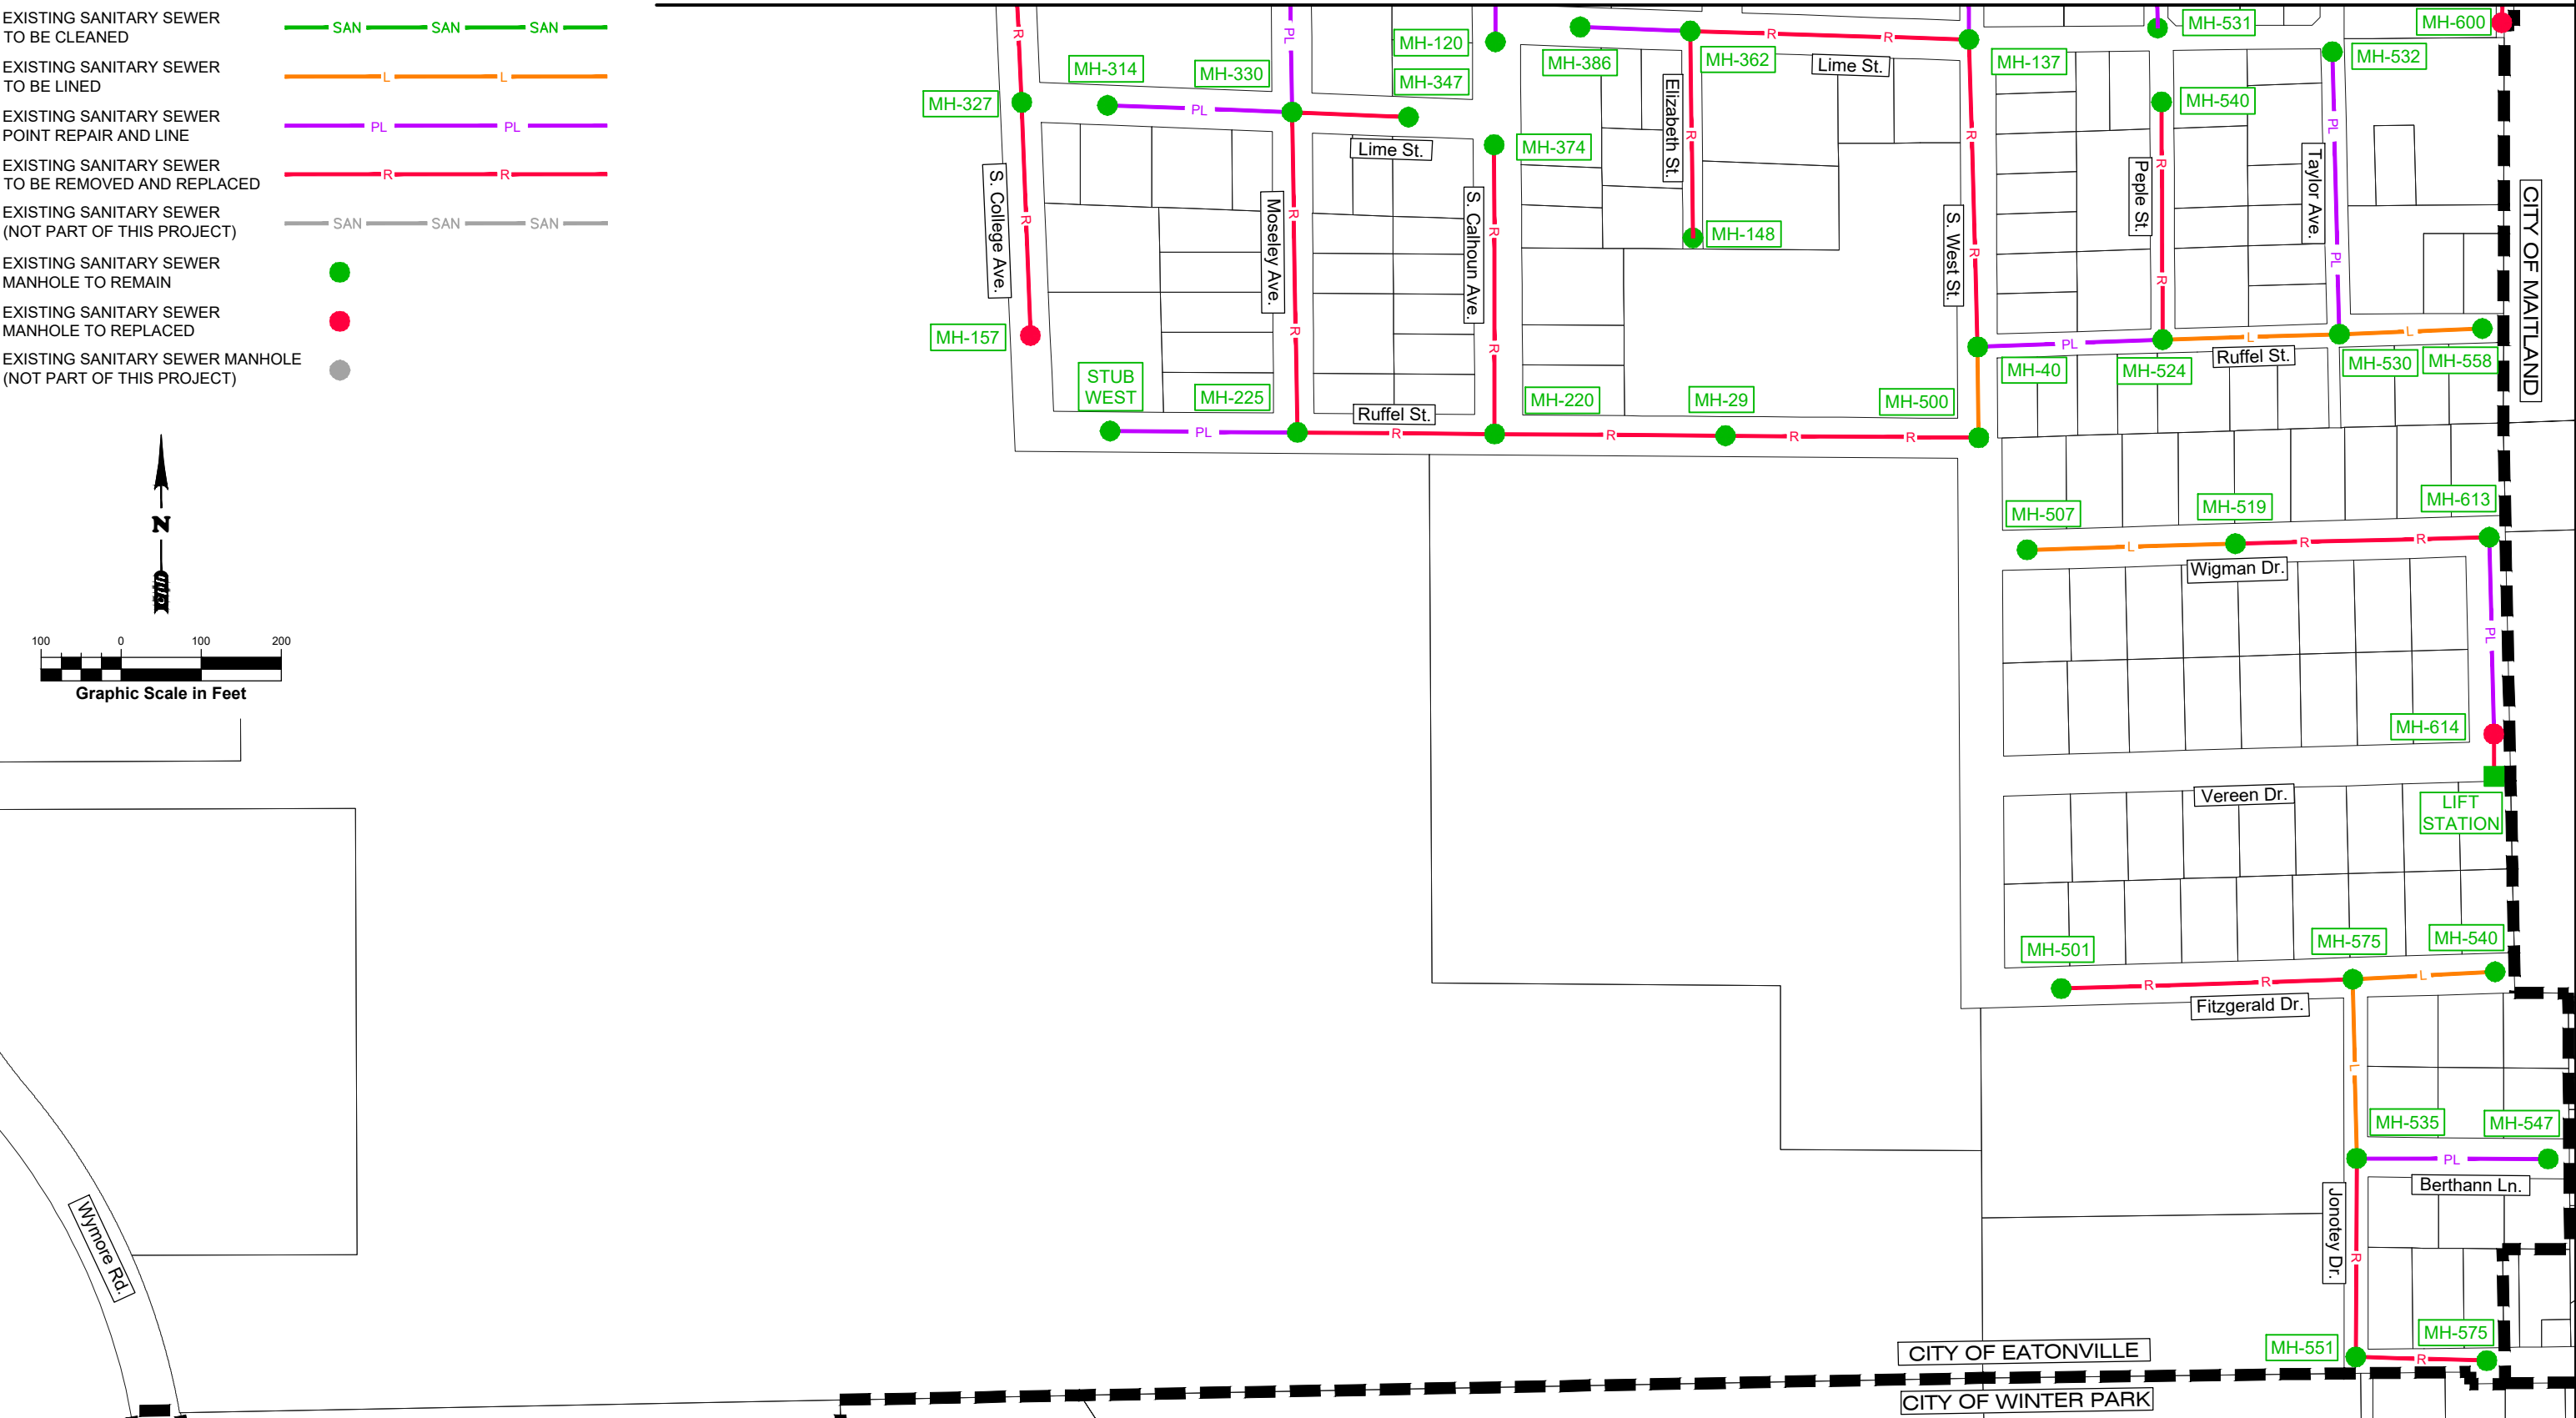 EXISTING SANITARY SEWER
TO BE CLEANED
SAN SAN SAN
EXISTING SANITARY SEWER
TO BE LINED
L L
EXISTING SANITARY SEWER
POINT REPAIR AND LINE
PL PL
EXISTING SANITARY SEWER
TO BE REMOVED AND REPLACED
R R
EXISTING SANITARY SEWER
(NOT PART OF THIS PROJECT)
SAN SAN SAN
EXISTING SANITARY SEWER
MANHOLE TO REMAIN
EXISTING SANITARY SEWER
MANHOLE TO REPLACED
EXISTING SANITARY SEWER MANHOLE
(NOT PART OF THIS PROJECT)
N
100 0 100 200
Graphic Scale in Feet
R
PL
MH-120
R
R
MH-531
MH-600
MH-314
MH-330
MH-347
MH-386
MH-362
Lime St.
MH-137
MH-532
MH-327
PL
MH-540
Lime St.
MH-374
Elizabeth St.
R
R
Peple St.
R
PL
Taylor Ave.
CITY OF MAITLAND
S. College Ave.
R
Moseley Ave.
R
S. Calhoun Ave.
R
MH-148
S. West St.
R
R
PL
MH-157
R
R
PL
L
L
Ruffel St.
STUB
WEST
MH-225
MH-220
MH-29
MH-500
MH-40
MH-524
MH-530
MH-558
Ruffel St.
PL
R
R
R
R
MH-507
MH-519
MH-613
L
R
R
Wigman Dr.
PL
MH-614
Vereen Dr.
LIFT
STATION
MH-501
MH-575
MH-540
R
R
L
Fitzgerald Dr.
L
MH-535
MH-547
PL
Berthann Ln.
Jonotey Dr.
R
Wymore Rd.
MH-551
MH-575
R
CITY OF EATONVILLE
CITY OF WINTER PARK